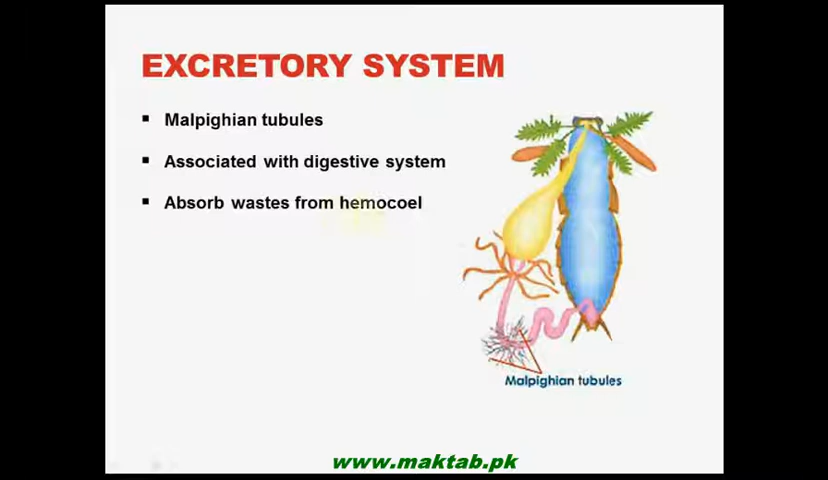 EXCRETORY SYSTEM
▪ Malpighian tubules
▪ Associated with digestive system
▪ Absorb wastes from hemocoel
Malpighian tubules
www.maktab.pk